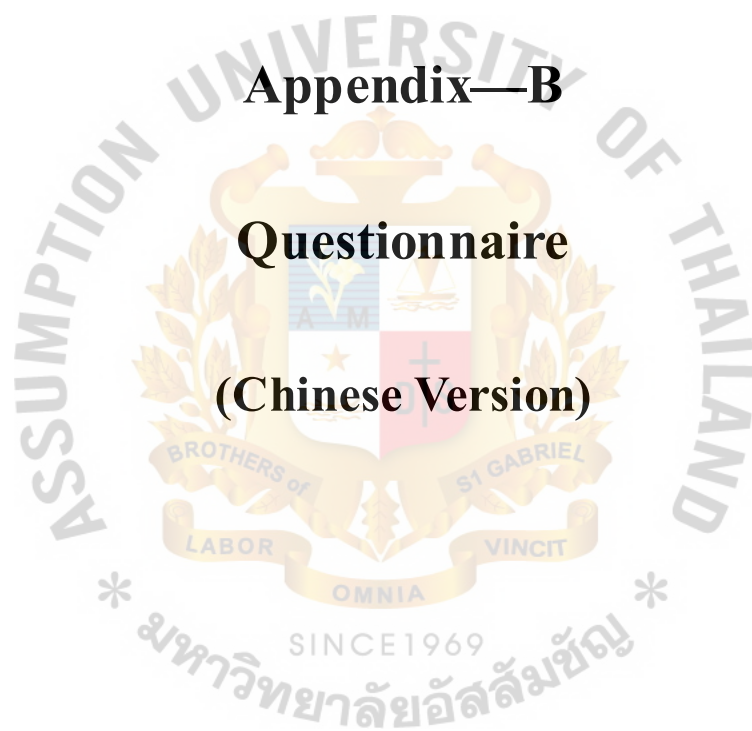 UNIVERSITY OF
Appendix—B
ASSUMPTION
THAILAND
Questionnaire
A M
(Chinese Version)
D S
BROTHERS of
ST GABRIEL
LABOR
VINCIT
OMNIA
* *
SINCE1969
มหาวิทยาลัยอัสสัมชัญ